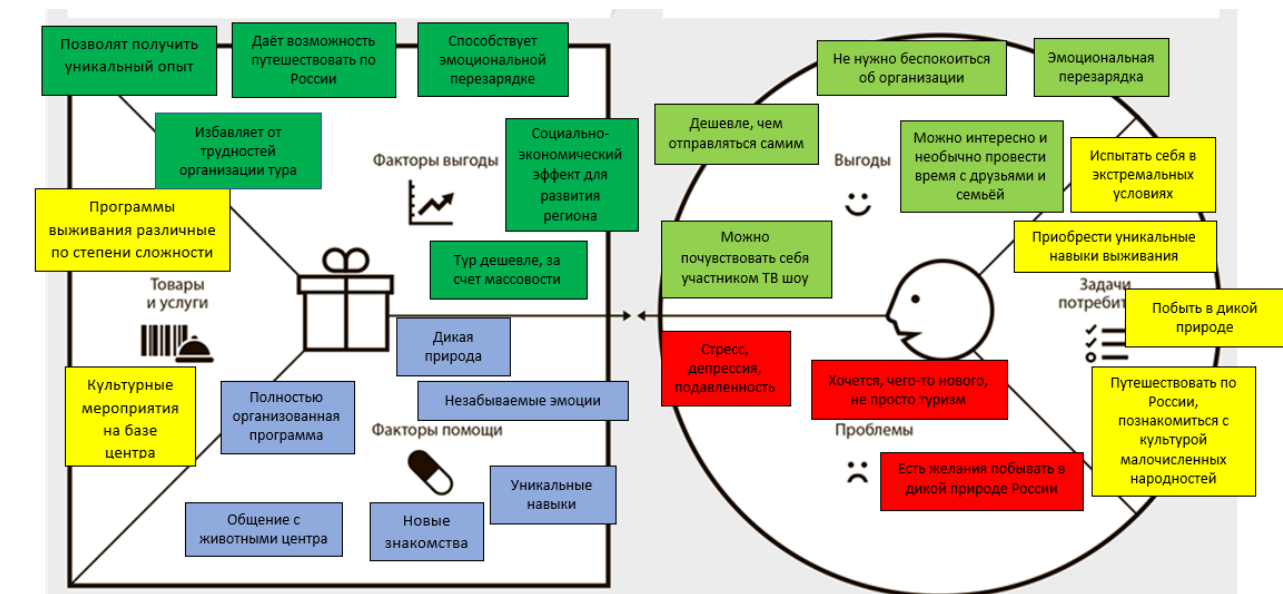 Позволят получить
уникальный опыт
Даёт возможность
путешествовать по
России
Способствует
эмоциональной
перезарядке
Избавляет от
трудностей
организации тура
Факторы выгоды
Социально-
экономический
эффект для
развития
региона
Программы
выживания различные
по степени сложности
Тур дешевле, за
счет массовости
Товары
и услуги
Дикая
природа
Культурные
мероприятия
на базе
центра
Полностью
организованная
программа
Незабываемые эмоции
Факторы помощи
Уникальные
навыки
Общение с
животными центра
Новые
знакомства
Не нужно беспокоиться
об организации
Эмоциональная
перезарядка
Дешевле, чем
отправляться самим
Выгоды
Можно интересно и
необычно провести
время с друзьями и
семьёй
Испытать себя в
экстремальных
условиях
Можно
почувствовать себя
участником ТВ шоу
Приобрести уникальные
навыки выживания
Задачи
потребит
Побыть в дикой
природе
Стресс,
депрессия,
подавленность
Хочется, чего-то нового,
не просто туризм
Путешествовать по
России,
познакомиться с
культурой
малочисленных
народностей
Проблемы
Есть желания побывать в
дикой природе России